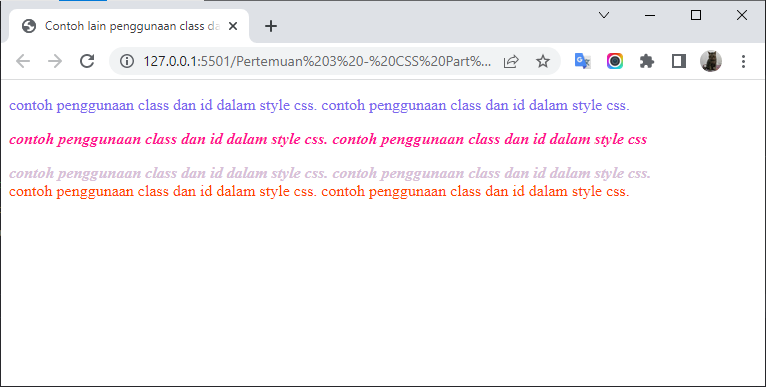 Contoh lain penggunaan class da
127.0.0.1:5501/Pertemuan%203%20-%20CSS%20Part%...
contoh penggunaan class dan id dalam style css. contoh penggunaan class dan id dalam style css.
contoh penggunaan class dan id dalam style css. contoh penggunaan class dan id dalam style css
contoh penggunaan class dan id dalam style css. contoh penggunaan class dan id dalam style css.
contoh penggunaan class dan id dalam style css. contoh penggunaan class dan id dalam style css.